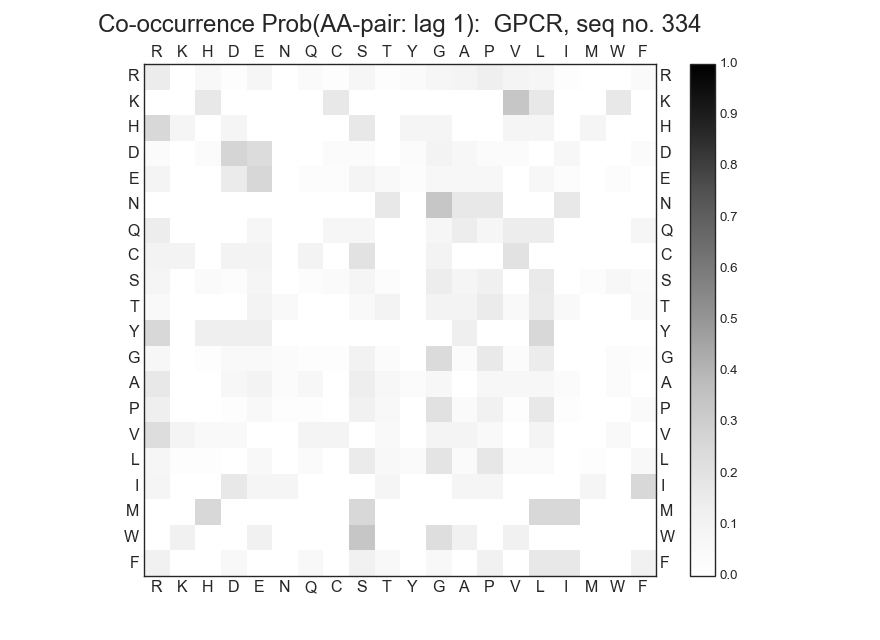 Co-occurrence Prob(AA-pair: lag 1):  GPCR, seq no. 334
R K H D E N Q C S T Y G A P V L I M W F
R R 1.0
K K 0.9
H H
D D 0.8
E E 0.7
N N
Q Q 0.6
C C
S S 0.5
T T
Y Y 0.4
G G
A A 0.3
P P
V V
L L 0.2
I I
M M 0.1
W W
F F 0.0
R K H D E N Q C S T Y G A P V L I M W F